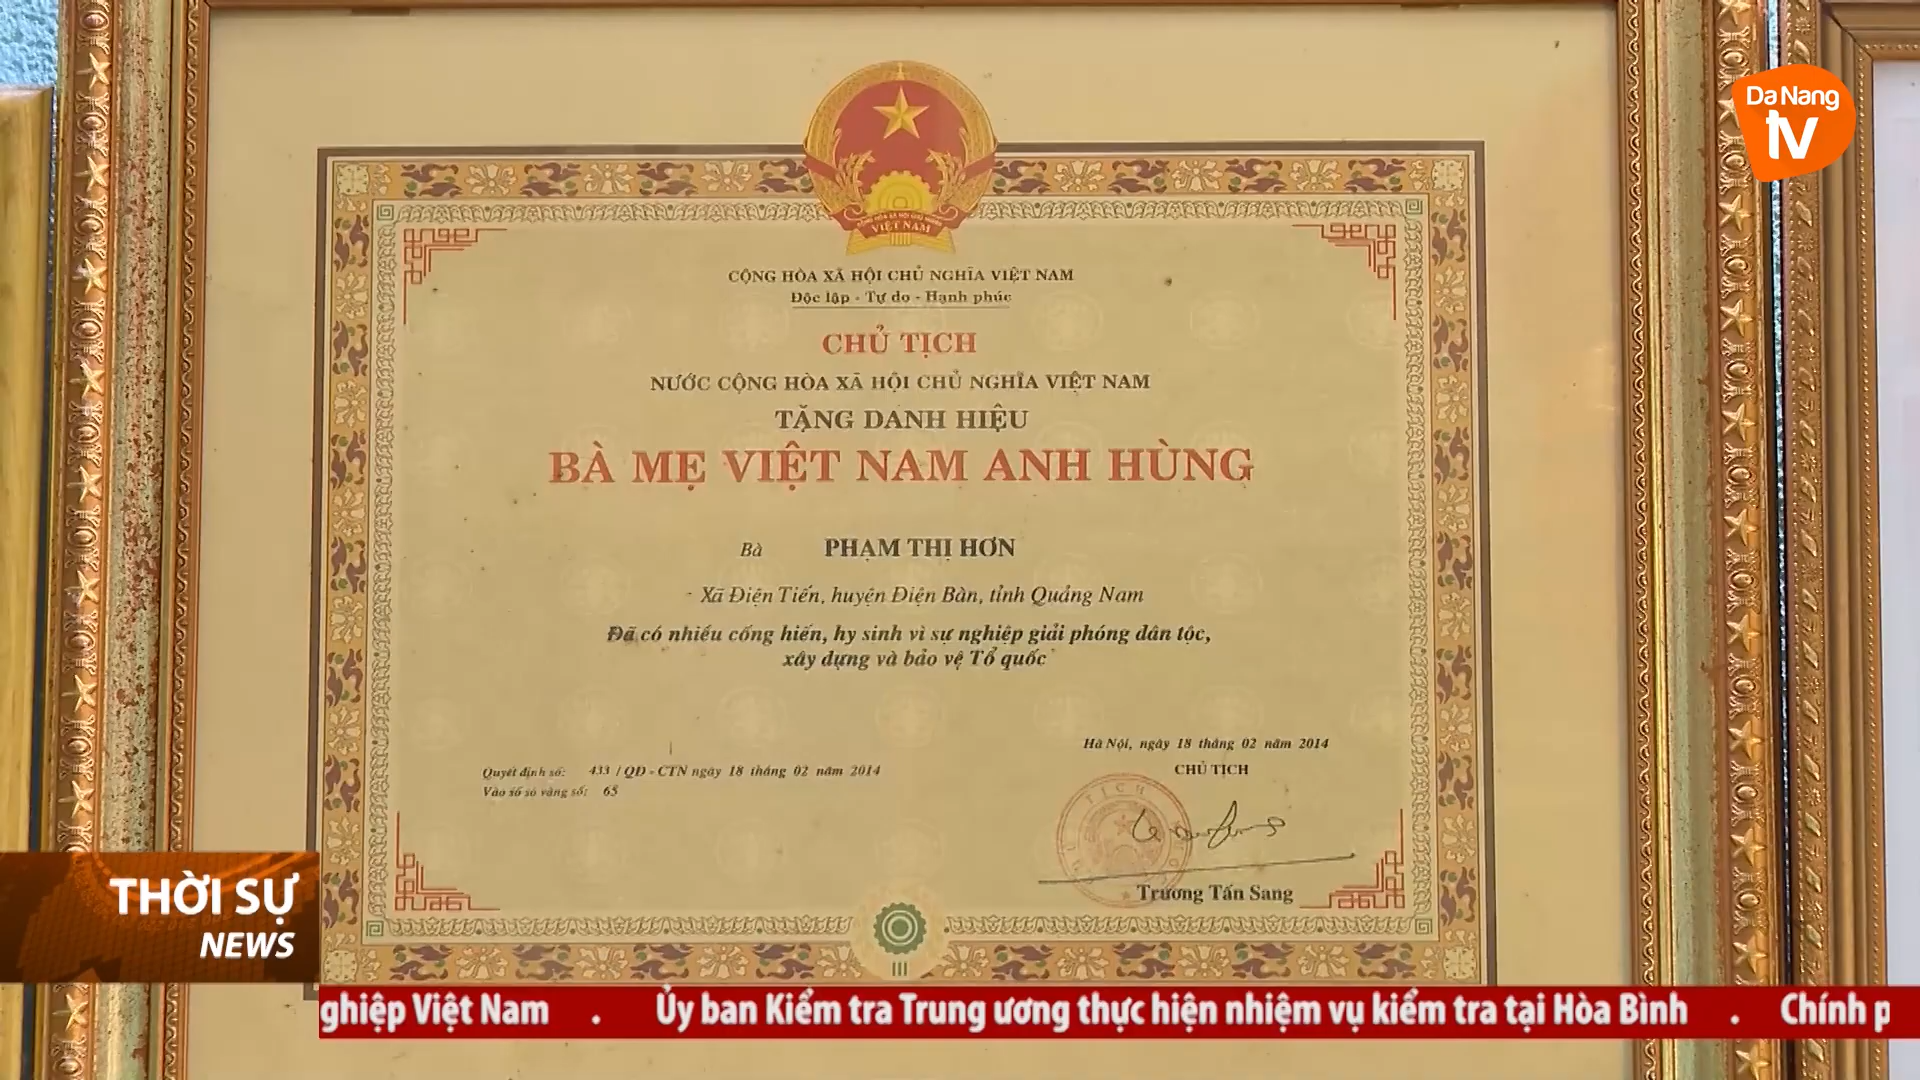 Da Nang
tv
VIỆT NAM
CỘNG HÒA XÃ HỘI CHỦ NGHĨA VIỆT NAM
Độc lập - Tự do - Hạnh phúc
CHỦ TỊCH
NƯỚC CỘNG HÒA XÃ HỘI CHỦ NGHĨA VIỆT NAM
TẶNG DANH HIỆU
BÀ MẸ VIỆT NAM ANH HÙNG
Bà PHẠM THỊ HƠN
- Xã Điện Tiến, huyện Điện Bàn, tỉnh Quảng Nam
Đã có nhiều cống hiến, hy sinh vì sự nghiệp giải phóng dân tộc,
xây dựng và bảo vệ Tổ quốc
Hà Nội, ngày 18 tháng 02 năm 2014
CHỦ TỊCH
Quyết định số: 433 / QĐ - CTN ngày 18 tháng 02 năm 2014
Vào sổ số vàng số: 65
Trương Tấn Sang
THỜI SỰ
NEWS
ghiệp Việt Nam . Ủy ban Kiểm tra Trung ương thực hiện nhiệm vụ kiểm tra tại Hòa Bình . Chính p